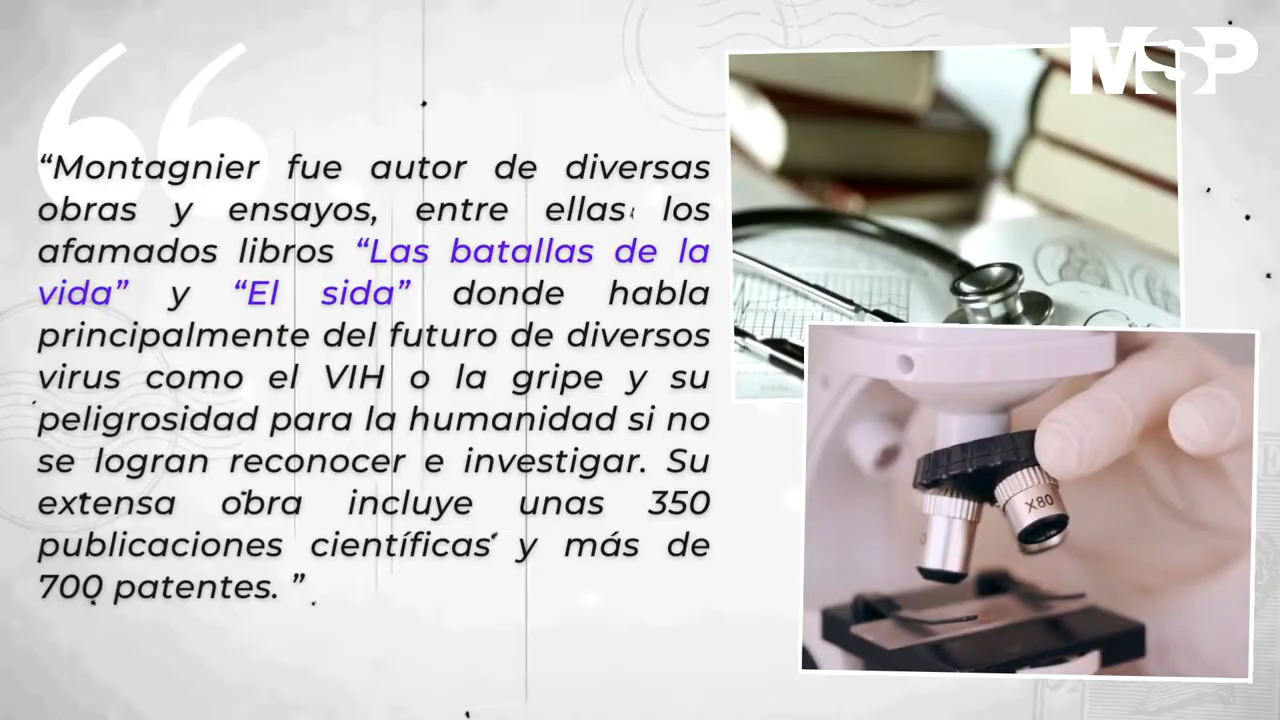 MSP
“Montagnier fue autor de diversas
obras y ensayos, entre ellas los
afamados libros “Las batallas de la
vida” y “El sida” donde habla
principalmente del futuro de diversos
virus como el VIH o la gripe y su
peligrosidad para la humanidad si no
se logran reconocer e investigar. Su
extensa obra incluye unas 350
publicaciones científicas y más de
700 patentes. ”
X80